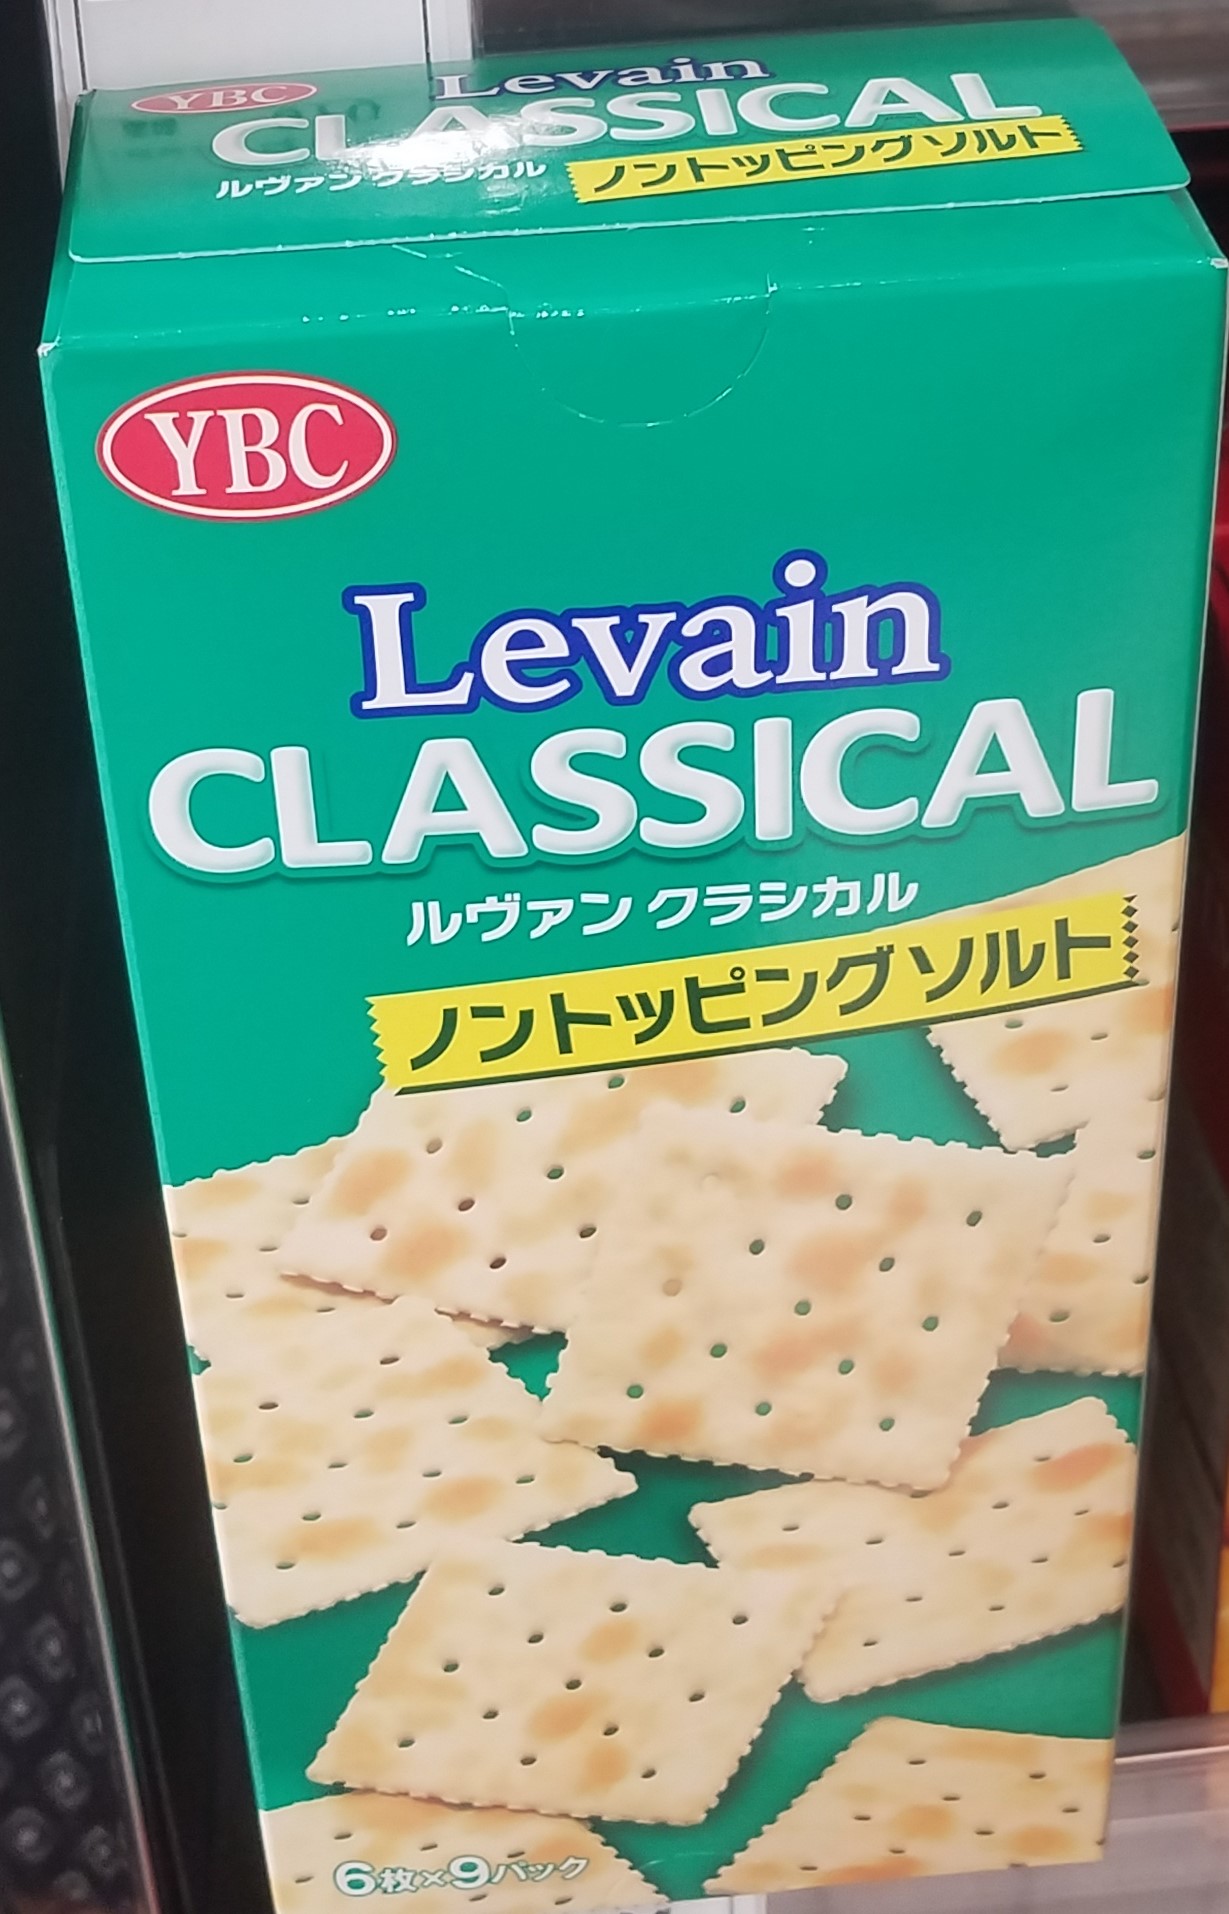 YBC
Levain
CLASSICAL
ルヴァン クラシカル
ノントッピングソルト
YBC
Levain
CLASSICAL
ルヴァン クラシカル
ノントッピングソルト
6枚×9パック